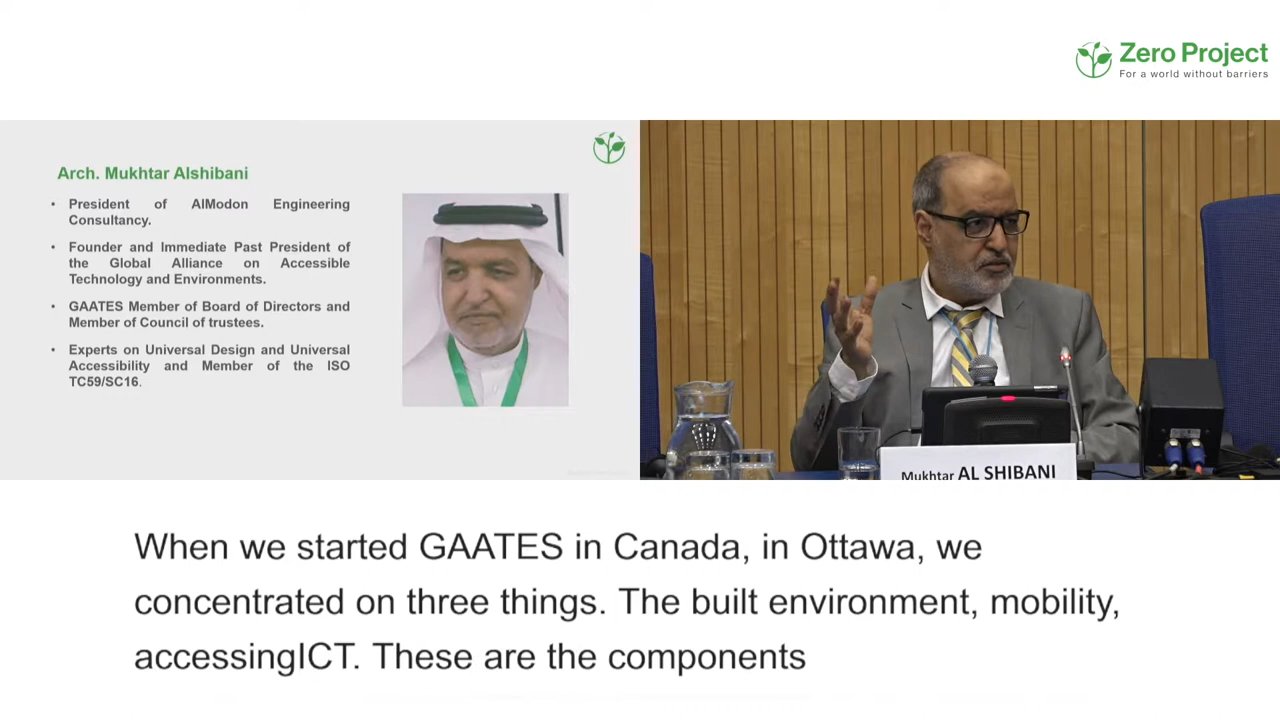 Zero Project
For a world without barriers
Arch. Mukhtar Alshibani
• President of AlModon Engineering
Consultancy.
• Founder and Immediate Past President of
the Global Alliance on Accessible
Technology and Environments.
• GAATES Member of Board of Directors and
Member of Council of trustees.
• Experts on Universal Design and Universal
Accessibility and Member of the ISO
TC59/SC16.
Mukhtar AL SHIBANI
When we started GAATES in Canada, in Ottawa, we
concentrated on three things. The built environment, mobility,
accessingICT. These are the components